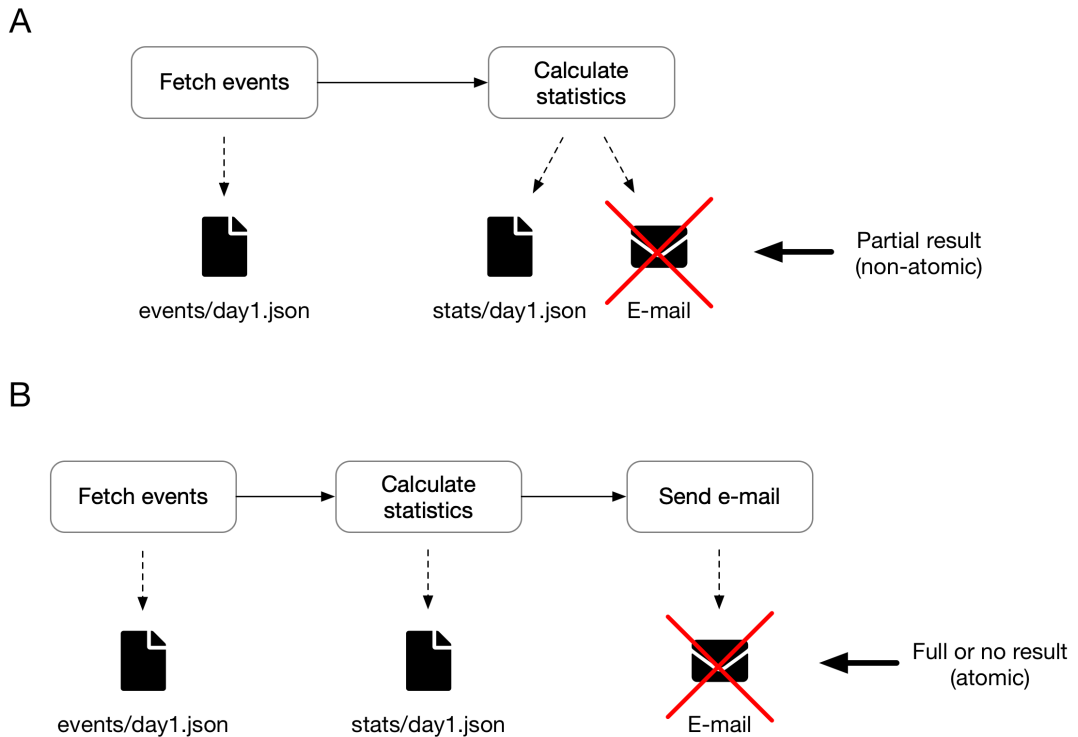 A
Fetch events
Calculate
statistics
Partial result
(non-atomic)
events/day1.json
stats/day1.json
E-mail
B
Fetch events
Calculate
statistics
Send e-mail
Full or no result
(atomic)
events/day1.json
stats/day1.json
E-mail